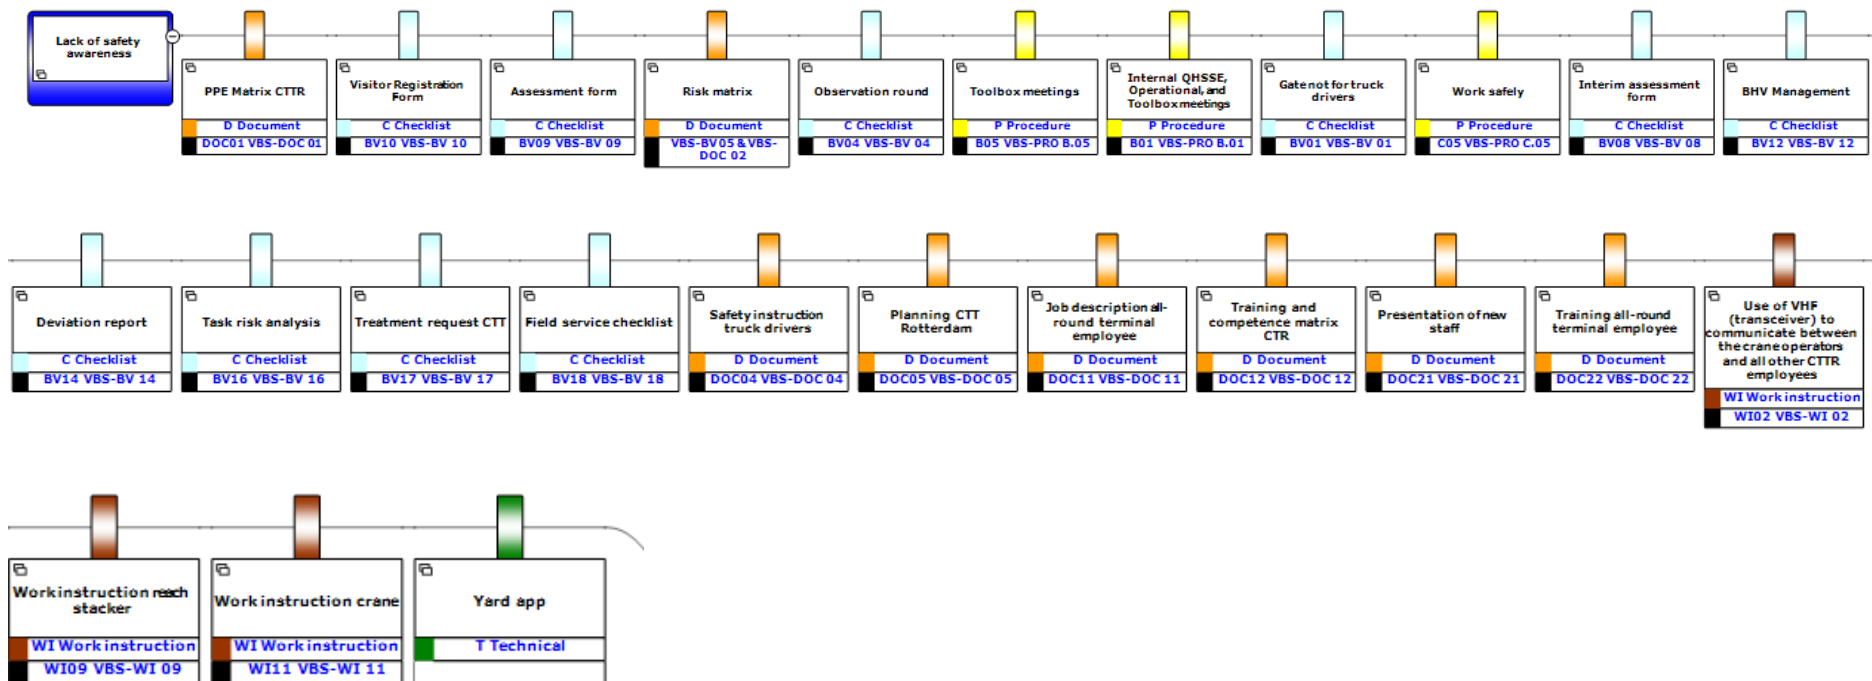 Lack of safety
awareness
PPE Matrix CTTR
D Document
DOC01 VBS-DOC 01
Visitor Registration
Form
C Checklist
BV10 VBS-BV 10
Assessment form
C Checklist
BV09 VBS-BV 09
Risk matrix
D Document
VBS-BV 05 & VBS-
DOC 02
Observation round
C Checklist
BV04 VBS-BV 04
Toolbox meetings
P Procedure
B05 VBS-PRO B.05
Internal QHSSE,
Operational, and
Toolbox meetings
P Procedure
B01 VBS-PRO B.01
Gate not for truck
drivers
C Checklist
BV01 VBS-BV 01
Work safely
P Procedure
C05 VBS-PRO C.05
Interim assessment
form
C Checklist
BV08 VBS-BV 08
BHV Management
C Checklist
BV12 VBS-BV 12
Deviation report
C Checklist
BV14 VBS-BV 14
Task risk analysis
C Checklist
BV16 VBS-BV 16
Treatment request CTT
C Checklist
BV17 VBS-BV 17
Field service checklist
C Checklist
BV18 VBS-BV 18
Safety instruction
truck drivers
D Document
DOC04 VBS-DOC 04
Planning CTT
Rotterdam
D Document
DOC05 VBS-DOC 05
Job description all-
round terminal
employee
D Document
DOC11 VBS-DOC 11
Training and
competence matrix
CTR
D Document
DOC12 VBS-DOC 12
Presentation of new
staff
D Document
DOC21 VBS-DOC 21
Training all-round
terminal employee
D Document
DOC22 VBS-DOC 22
Use of VHF
(transceiver) to
communicate between
the crane operators
and all other CTTR
employees
WI Work instruction
WI02 VBS-WI 02
Work instruction reach
stacker
WI Work instruction
WI09 VBS-WI 09
Work instruction crane
WI Work instruction
WI11 VBS-WI 11
Yard app
T Technical